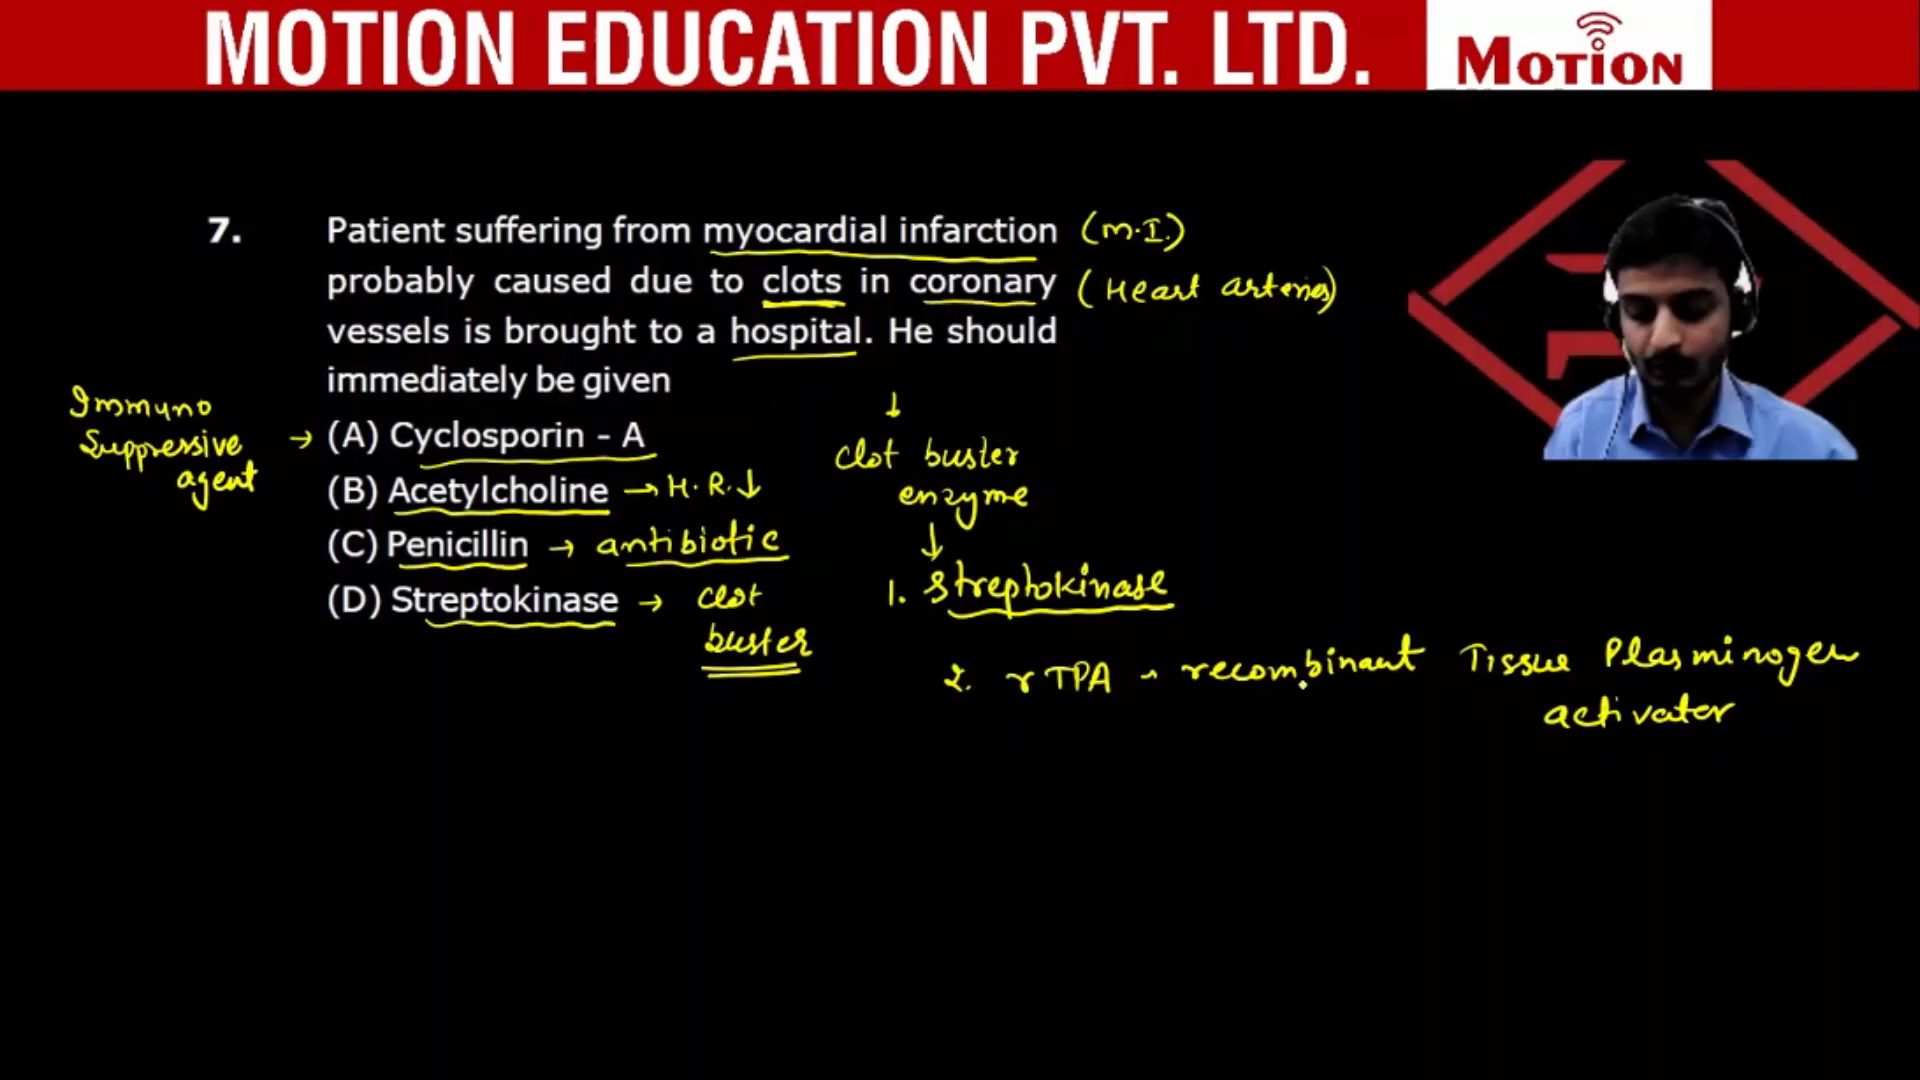 MOTION EDUCATION PVT. LTD.
MOTION
7. Patient suffering from myocardial infarction (M.I.)
probably caused due to clots in coronary (Heart arteries)
vessels is brought to a hospital. He should
immediately be given
Immuno
Suppressive
agent
→ (A) Cyclosporin - A
(B) Acetylcholine → H.R.↓
(C) Penicillin → antibiotic
(D) Streptokinase → clot
buster
↓
clot buster
enzyme
↓
1. Streptokinase
2. rTPA - recombinant Tissue Plasminogen
activator